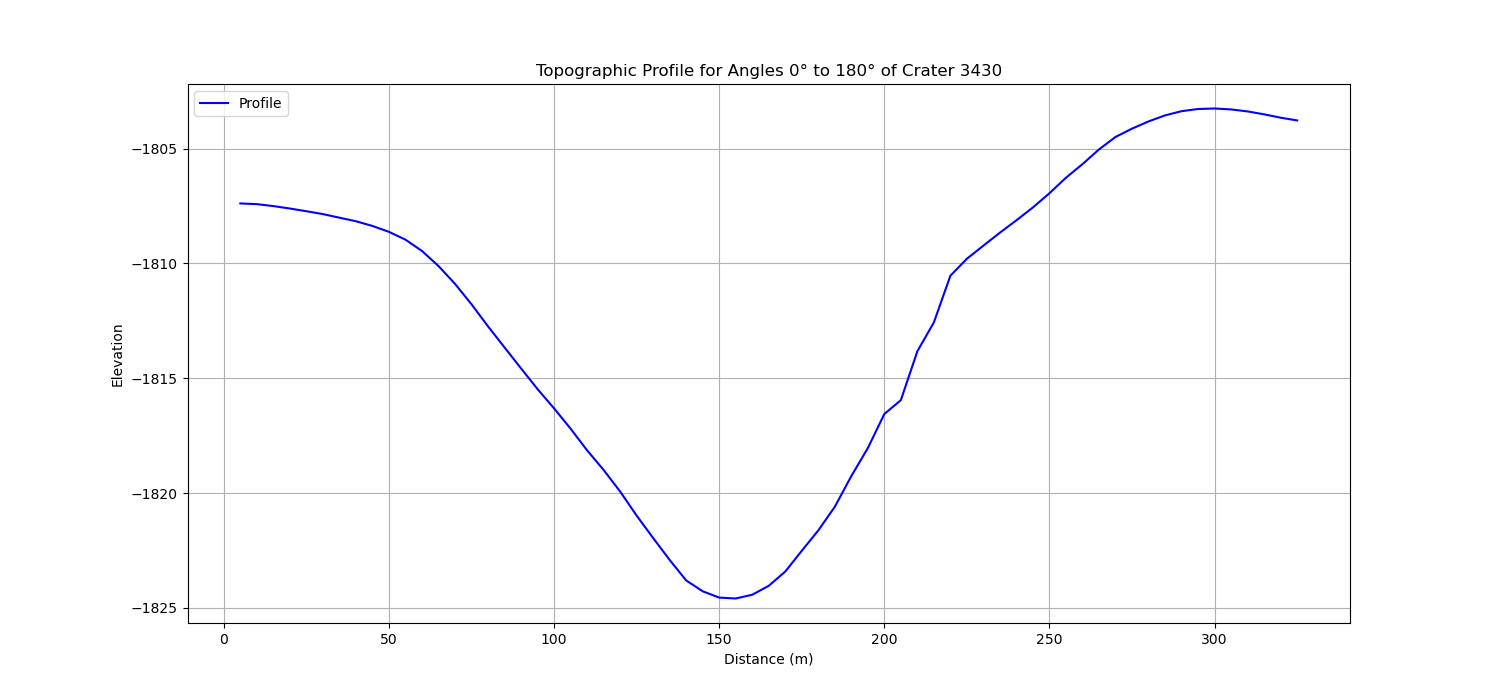 Topographic Profile for Angles 0° to 180° of Crater 3430
Profile
−1805
−1810
−1815
−1820
−1825
Elevation
0 50 100 150 200 250 300
Distance (m)